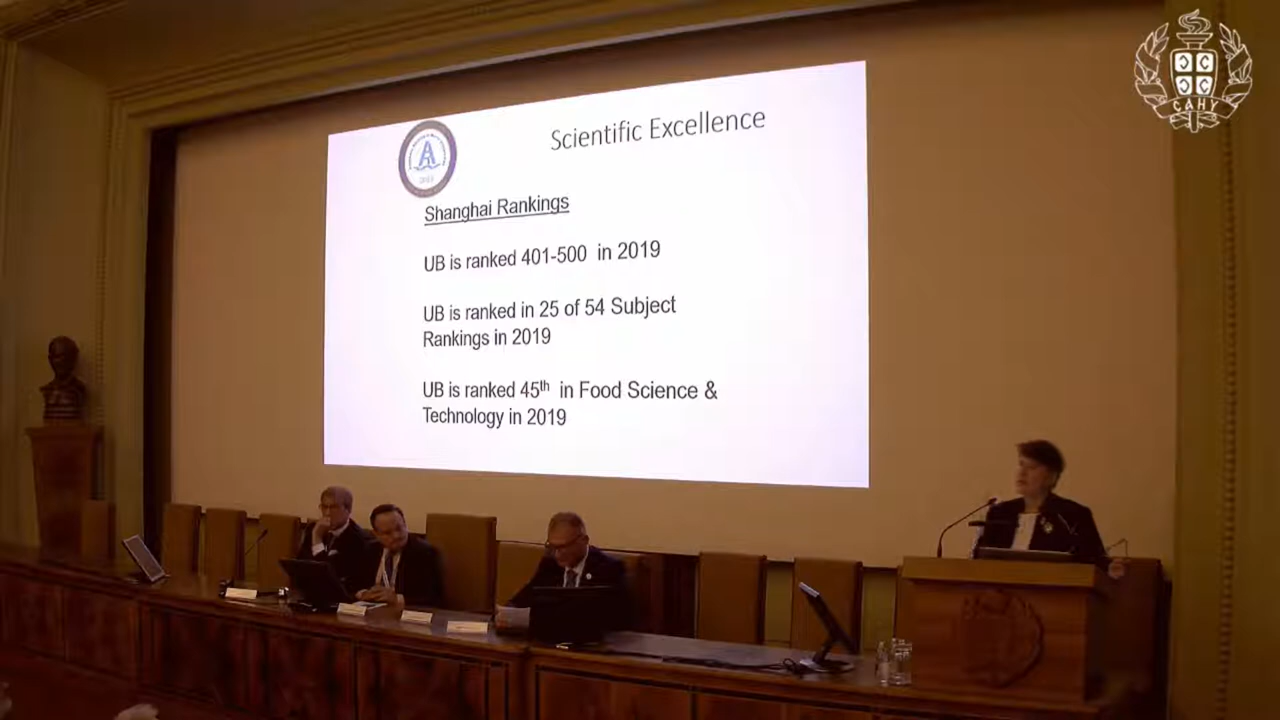 Scientific Excellence
Shanghai Rankings
UB is ranked 401-500 in 2019
UB is ranked in 25 of 54 Subject
Rankings in 2019
UB is ranked 45th in Food Science &
Technology in 2019
САНУ